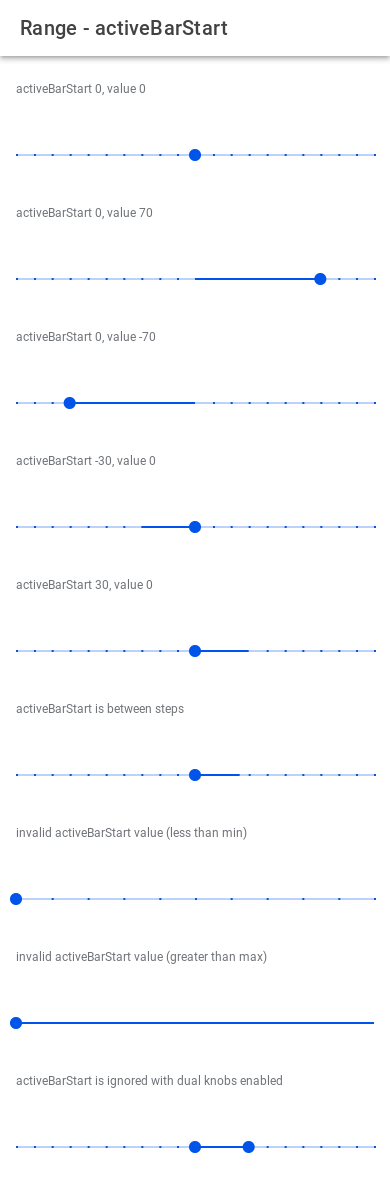 Range - activeBarStart
activeBarStart 0, value 0
activeBarStart 0, value 70
activeBarStart 0, value -70
activeBarStart -30, value 0
activeBarStart 30, value 0
activeBarStart is between steps
invalid activeBarStart value (less than min)
invalid activeBarStart value (greater than max)
activeBarStart is ignored with dual knobs enabled